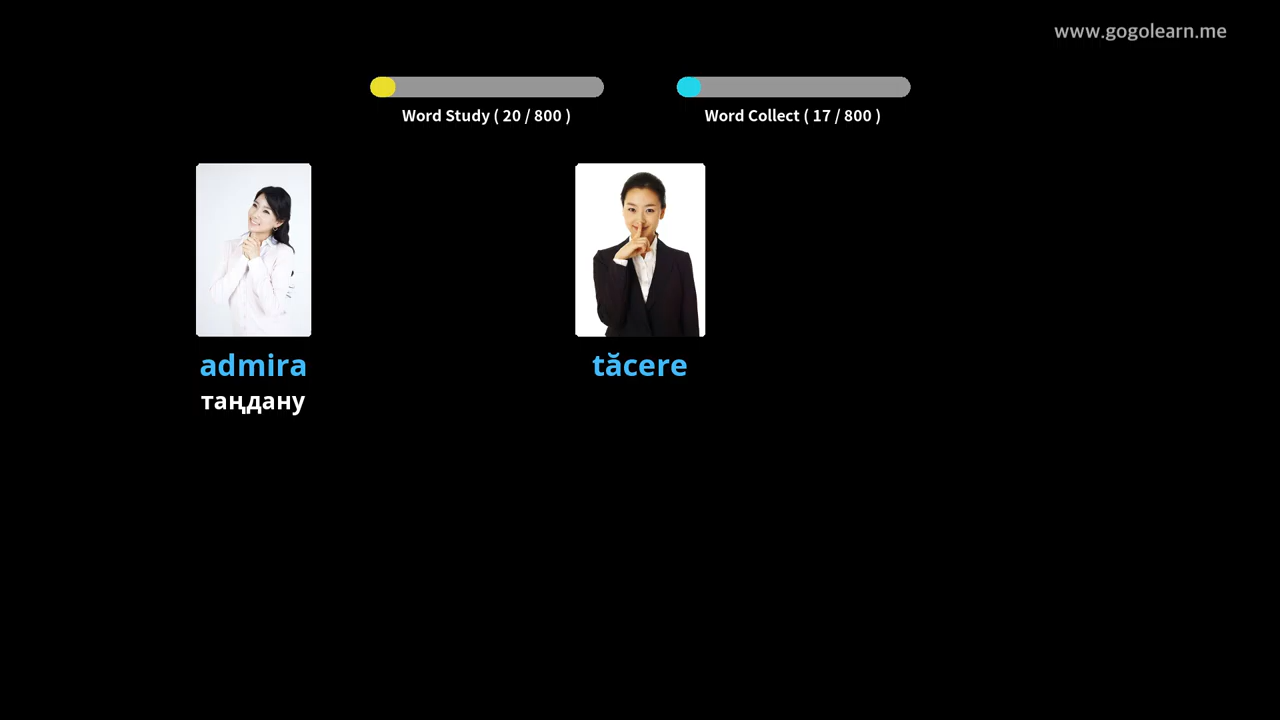 www.gogolearn.me
Word Study ( 20 / 800 )
Word Collect ( 17 / 800 )
admira
таңдану
tăcere